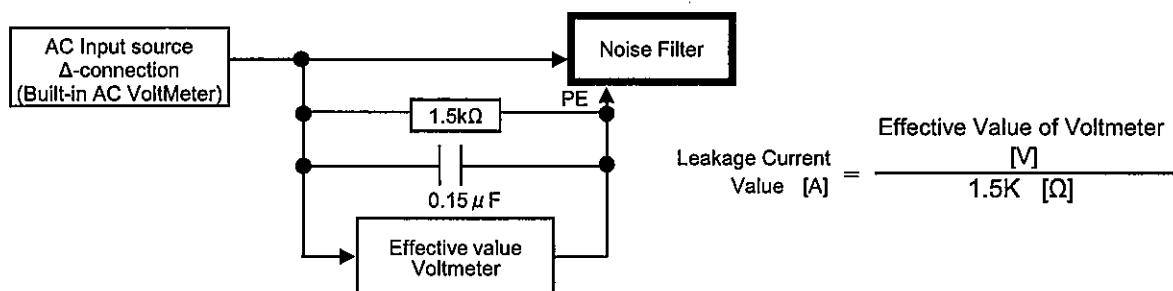 AC Input source
Δ-connection
(Built-in AC VoltMeter)
Noise Filter
PE
1.5kΩ
0.15μF
Effective value
Voltmeter
Leakage Current
Value [A]
=
Effective Value of Voltmeter
[V]
1.5K [Ω]